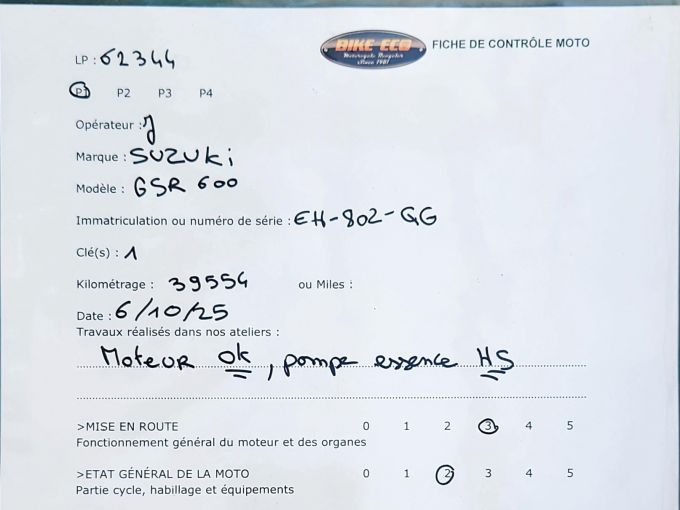 BIKE ECO
Motorcycle Recycler
Since 1981
FICHE DE CONTRÔLE MOTO
LP : 62344
P1 P2 P3 P4
Opérateur : J
Marque : SUZUKi
Modèle : GSR 600
Immatriculation ou numéro de série : EH-802-GG
Clé(s) : 1
Kilométrage : 39554 ou Miles :
Date : 6/10/25
Travaux réalisés dans nos ateliers :
Moteur ok, pompe essence HS
>MISE EN ROUTE 0 1 2 3 4 5
Fonctionnement général du moteur et des organes
>ETAT GÉNÉRAL DE LA MOTO 0 1 2 3 4 5
Partie cycle, habillage et équipements